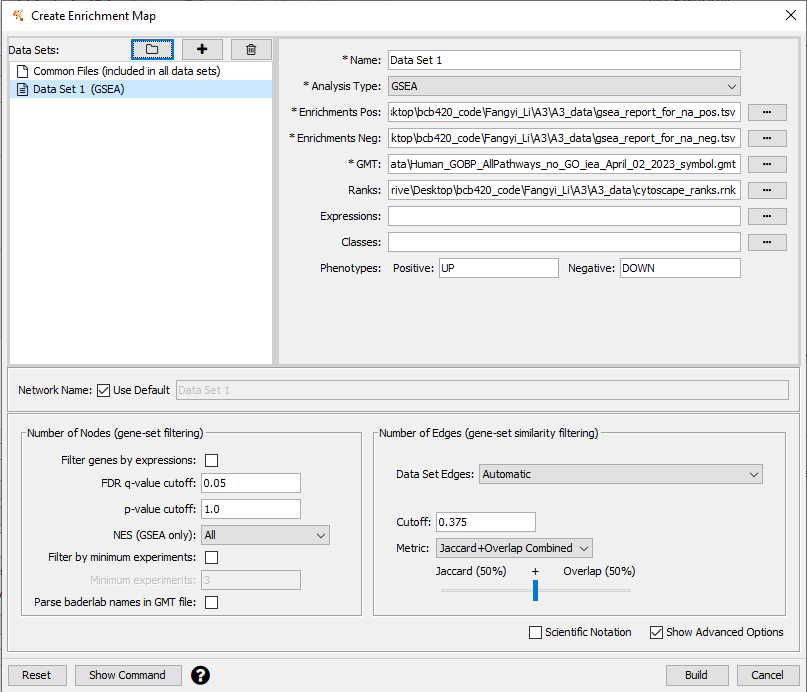 Create Enrichment Map
Data Sets:
Common Files (included in all data sets)
Data Set 1 (GSEA)
* Name: Data Set 1
* Analysis Type: GSEA
* Enrichments Pos: ktop\bcb420_code\Fangyi_Li\A3\A3_data\gsea_report_for_na_pos.tsv ...
* Enrichments Neg: ktop\bcb420_code\Fangyi_Li\A3\A3_data\gsea_report_for_na_neg.tsv ...
* GMT: ata\Human_GOBP_AllPathways_no_GO_iea_April_02_2023_symbol.gmt ...
Ranks: rive\Desktop\bcb420_code\Fangyi_Li\A3\A3_data\cytoscape_ranks.rnk ...
Expressions: ...
Classes: ...
Phenotypes: Positive: UP Negative: DOWN
Network Name: Use Default Data Set 1
Number of Nodes (gene-set filtering)
Filter genes by expressions:
FDR q-value cutoff: 0.05
p-value cutoff: 1.0
NES (GSEA only): All
Filter by minimum experiments:
Minimum experiments: 3
Parse baderlab names in GMT file:
Number of Edges (gene-set similarity filtering)
Data Set Edges: Automatic
Cutoff: 0.375
Metric: Jaccard+Overlap Combined
Jaccard (50%) + Overlap (50%)
Scientific Notation Show Advanced Options
Reset Show Command ? Build Cancel